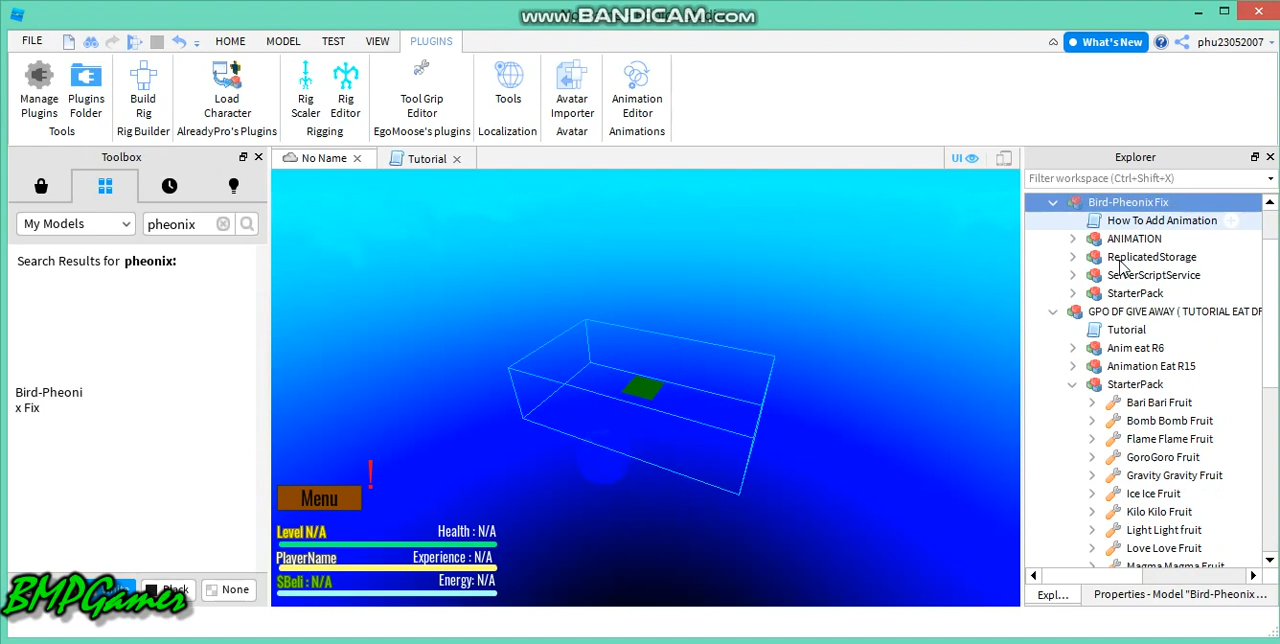 www.BANDICAM.com
FILE HOME MODEL TEST VIEW PLUGINS What's New phu23052007
Manage Plugins
Plugins Folder
Build Rig
Load Character
Rig Scaler
Rig Editor
Tool Grip Editor
Tools
Avatar Importer
Animation Editor
Tools Rig Builder AlreadyPro's Plugins Rigging EgoMoose's plugins Localization Avatar Animations
Toolbox
No Name
Tutorial
UI
Explorer
My Models
pheonix
Search Results for pheonix:
Bird-Pheoni
x Fix
Black
None
Menu
!
Level N/A Health : N/A
PlayerName Experience : N/A
$Beli : N/A Energy: N/A
BMPGamer
Filter workspace (Ctrl+Shift+X)
Bird-Pheonix Fix
How To Add Animation
ANIMATION
ReplicatedStorage
ServerScriptService
StarterPack
GPO DF GIVE AWAY ( TUTORIAL EAT DF
Tutorial
Anim eat R6
Animation Eat R15
StarterPack
Bari Bari Fruit
Bomb Bomb Fruit
Flame Flame Fruit
GoroGoro Fruit
Gravity Gravity Fruit
Ice Ice Fruit
Kilo Kilo Fruit
Light Light fruit
Love Love Fruit
Magma Magma Fruit
Expl... Properties - Model "Bird-Pheonix ...